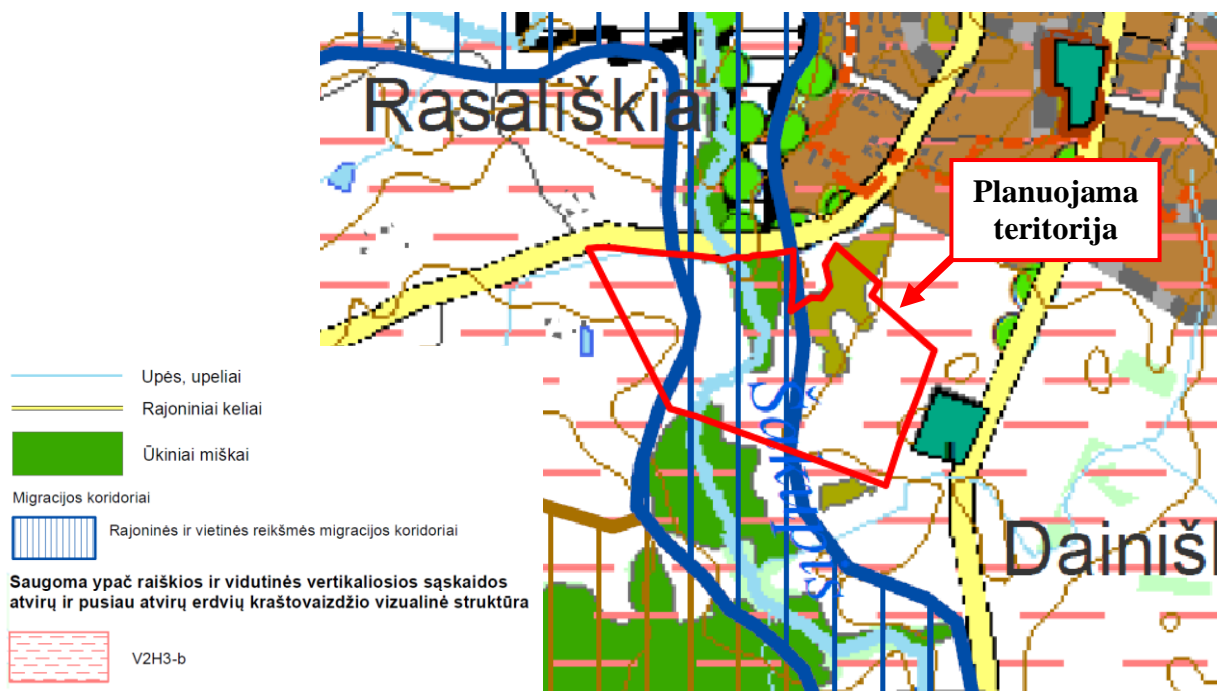 Rasališkiai
Planuojama
teritorija
Upės, upeliai
Rajoniniai keliai
Ūkiniai miškai
Migracijos koridoriai
Rajoninės ir vietinės reikšmės migracijos koridoriai
Saugoma ypač raiškios ir vidutinės vertikaliosios sąskaidos
atvirų ir pusiau atvirų erdvių kraštovaizdžio vizualinė struktūra
V2H3-b
Dainišk